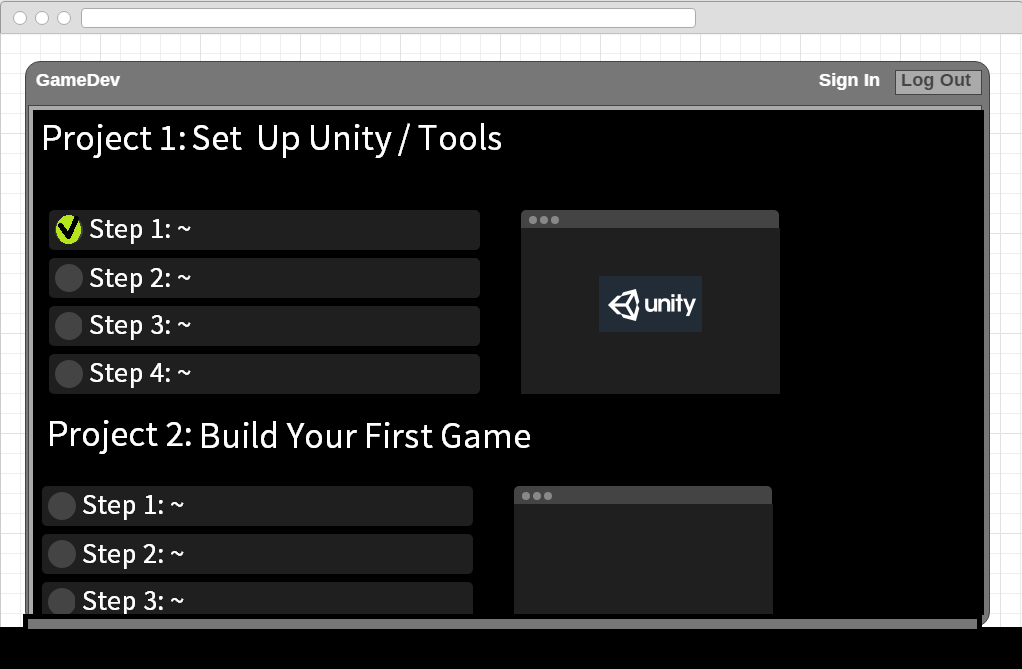 GameDev
Sign In Log Out
Project 1: Set Up Unity / Tools
Step 1: ~
Step 2: ~
Step 3: ~
Step 4: ~
unity
Project 2: Build Your First Game
Step 1: ~
Step 2: ~
Step 3: ~